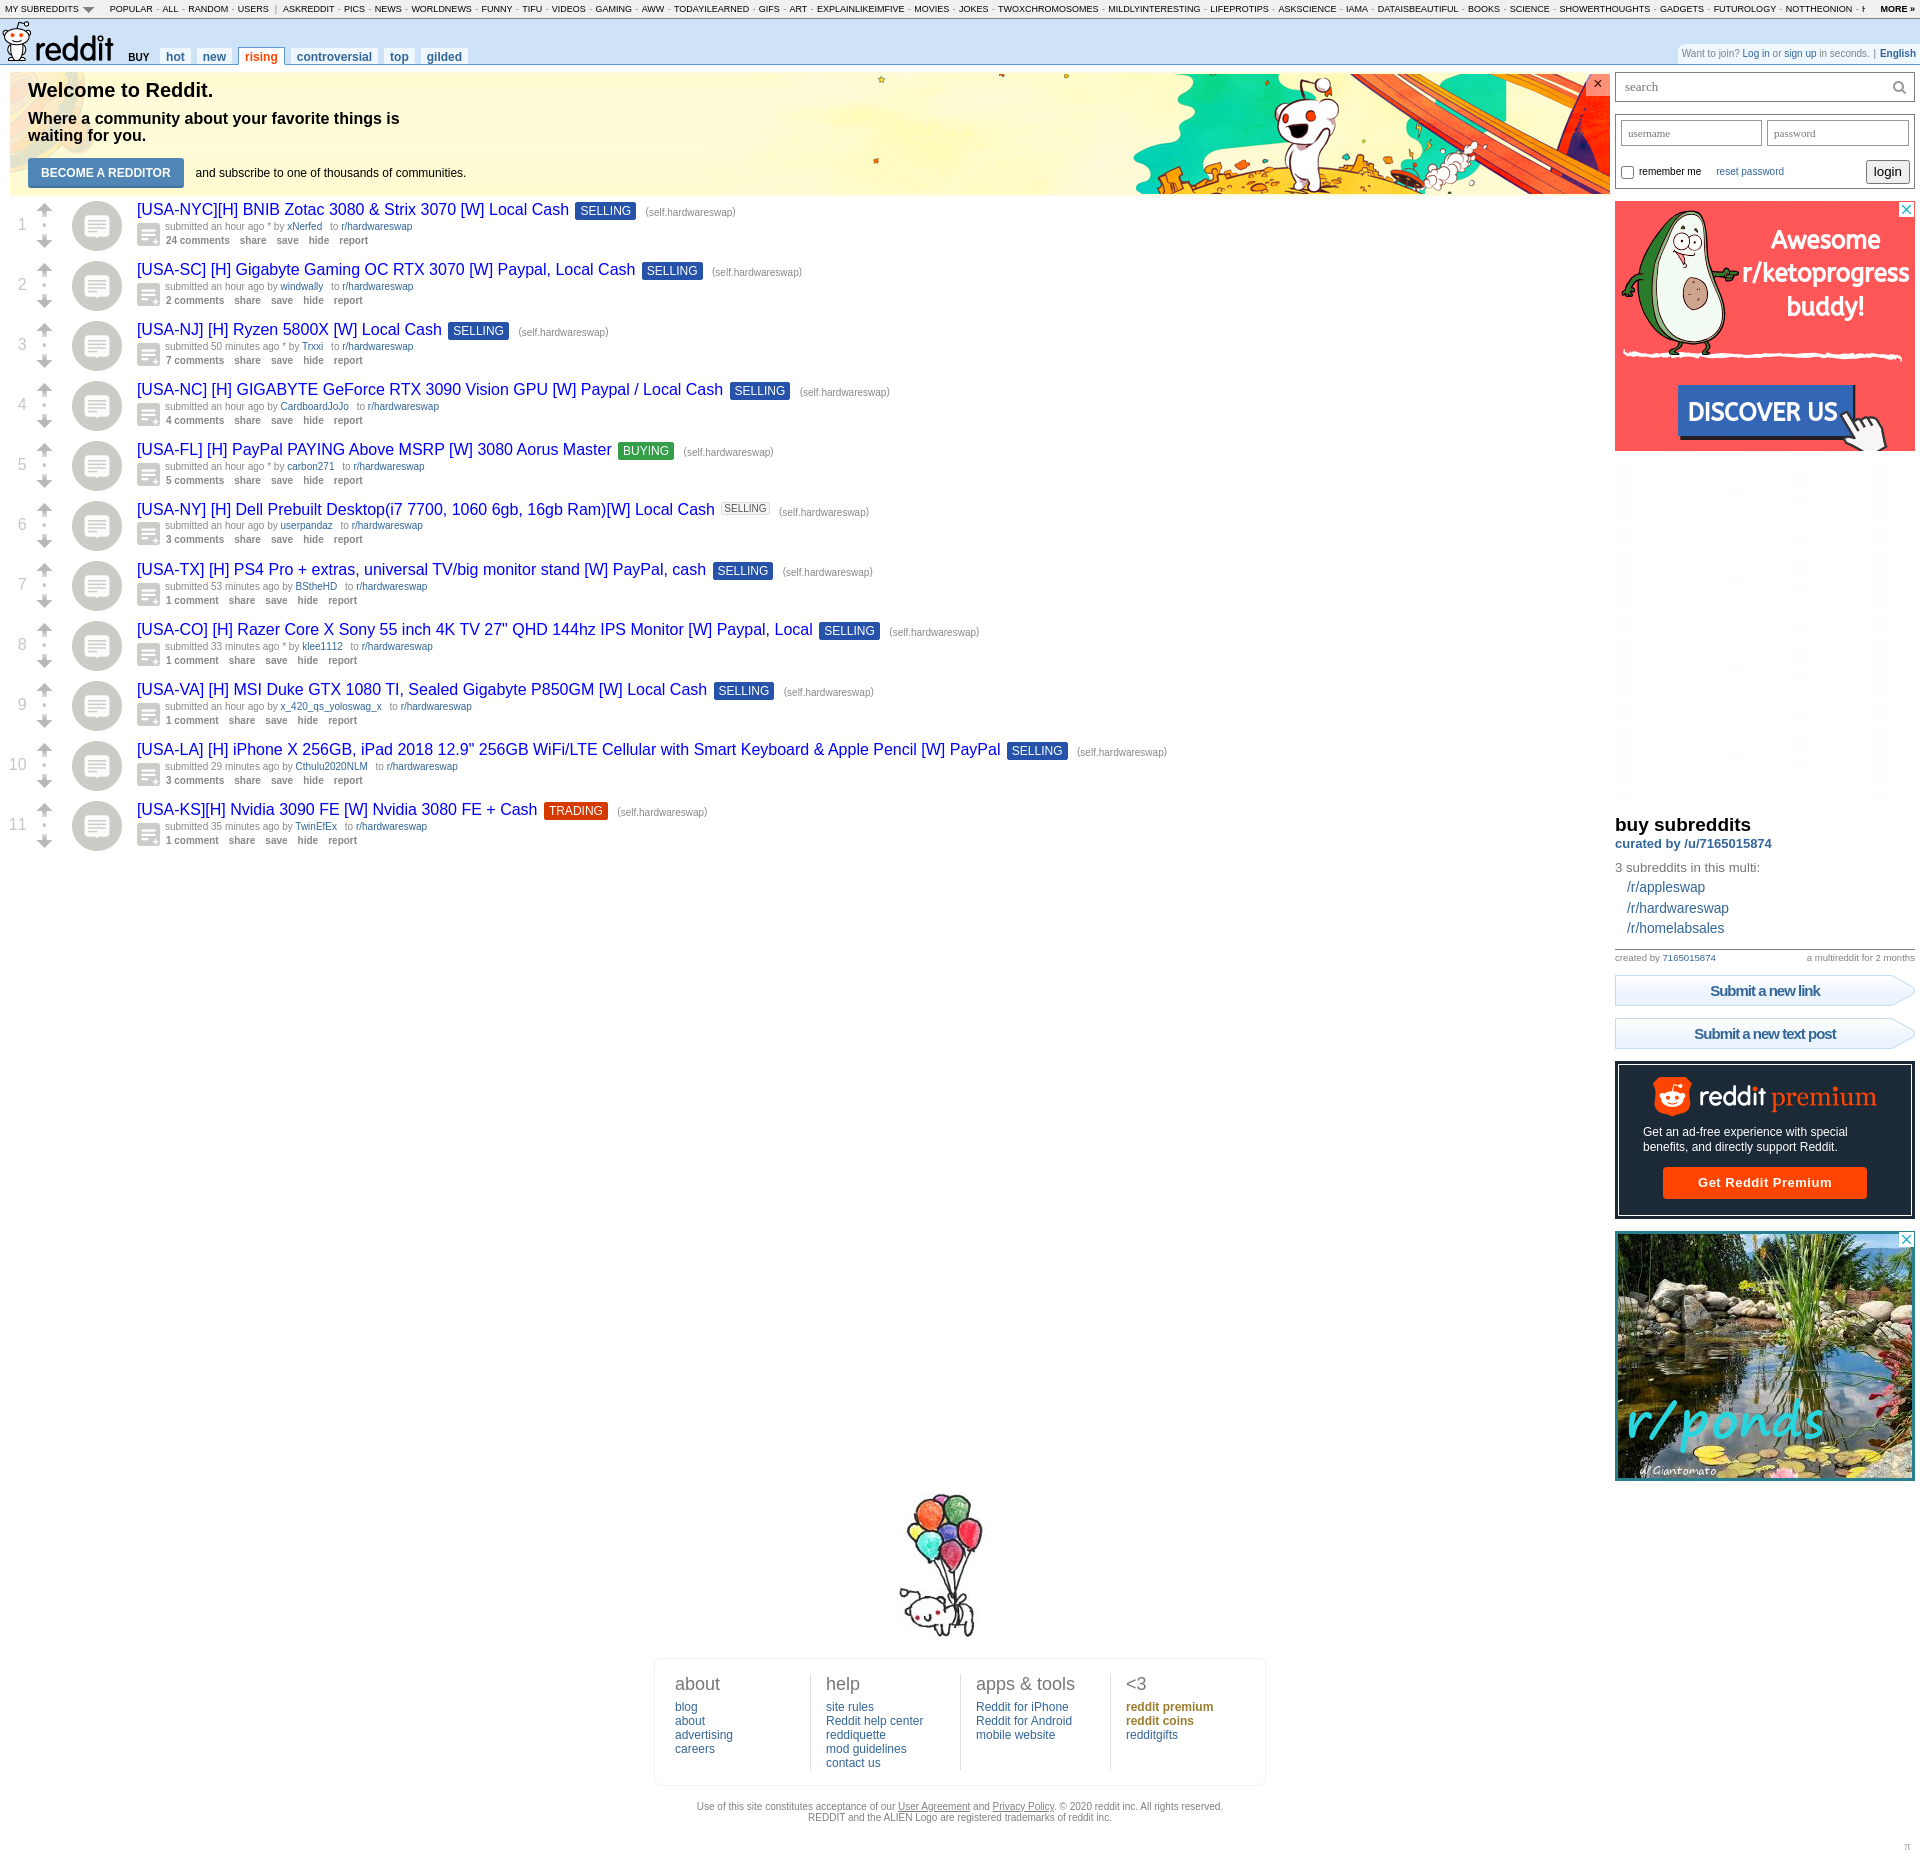 MY SUBREDDITS POPULAR - ALL - RANDOM - USERS | ASKREDDIT - PICS - NEWS - WORLDNEWS - FUNNY - TIFU - VIDEOS - GAMING - AWW - TODAYILEARNED - GIFS - ART - EXPLAINLIKEIMFIVE - MOVIES - JOKES - TWOXCHROMOSOMES - MILDLYINTERESTING - LIFEPROTIPS - ASKSCIENCE - IAMA - DATAISBEAUTIFUL - BOOKS - SCIENCE - SHOWERTHOUGHTS - GADGETS - FUTUROLOGY - NOTTHEONION - MORE »
reddit BUY hot new rising controversial top gilded
Want to join? Log in or sign up in seconds. | English
Welcome to Reddit.
Where a community about your favorite things is
waiting for you.
BECOME A REDDITOR and subscribe to one of thousands of communities.
×
search
username password
remember me reset password login
1
[USA-NYC][H] BNIB Zotac 3080 & Strix 3070 [W] Local Cash SELLING (self.hardwareswap)
submitted an hour ago * by xNerfed to r/hardwareswap
24 comments share save hide report
2
[USA-SC] [H] Gigabyte Gaming OC RTX 3070 [W] Paypal, Local Cash SELLING (self.hardwareswap)
submitted an hour ago by windwally to r/hardwareswap
2 comments share save hide report
3
[USA-NJ] [H] Ryzen 5800X [W] Local Cash SELLING (self.hardwareswap)
submitted 50 minutes ago * by Trxxi to r/hardwareswap
7 comments share save hide report
4
[USA-NC] [H] GIGABYTE GeForce RTX 3090 Vision GPU [W] Paypal / Local Cash SELLING (self.hardwareswap)
submitted an hour ago by CardboardJoJo to r/hardwareswap
4 comments share save hide report
5
[USA-FL] [H] PayPal PAYING Above MSRP [W] 3080 Aorus Master BUYING (self.hardwareswap)
submitted an hour ago * by carbon271 to r/hardwareswap
5 comments share save hide report
6
[USA-NY] [H] Dell Prebuilt Desktop(i7 7700, 1060 6gb, 16gb Ram)[W] Local Cash SELLING (self.hardwareswap)
submitted an hour ago by userpandaz to r/hardwareswap
3 comments share save hide report
7
[USA-TX] [H] PS4 Pro + extras, universal TV/big monitor stand [W] PayPal, cash SELLING (self.hardwareswap)
submitted 53 minutes ago by BStheHD to r/hardwareswap
1 comment share save hide report
8
[USA-CO] [H] Razer Core X Sony 55 inch 4K TV 27" QHD 144hz IPS Monitor [W] Paypal, Local SELLING (self.hardwareswap)
submitted 33 minutes ago * by klee1112 to r/hardwareswap
1 comment share save hide report
9
[USA-VA] [H] MSI Duke GTX 1080 TI, Sealed Gigabyte P850GM [W] Local Cash SELLING (self.hardwareswap)
submitted an hour ago by x_420_qs_yoloswag_x to r/hardwareswap
1 comment share save hide report
10
[USA-LA] [H] iPhone X 256GB, iPad 2018 12.9" 256GB WiFi/LTE Cellular with Smart Keyboard & Apple Pencil [W] PayPal SELLING (self.hardwareswap)
submitted 29 minutes ago by Cthulu2020NLM to r/hardwareswap
3 comments share save hide report
11
[USA-KS][H] Nvidia 3090 FE [W] Nvidia 3080 FE + Cash TRADING (self.hardwareswap)
submitted 35 minutes ago by TwinEfEx to r/hardwareswap
1 comment share save hide report
Awesome
r/ketoprogress
buddy!
DISCOVER US
buy subreddits
curated by /u/7165015874
3 subreddits in this multi:
/r/appleswap
/r/hardwareswap
/r/homelabsales
created by 7165015874 a multireddit for 2 months
Submit a new link
Submit a new text post
reddit premium
Get an ad-free experience with special
benefits, and directly support Reddit.
Get Reddit Premium
r/ponds
u/Giantomato
about
blog
about
advertising
careers
help
site rules
Reddit help center
reddiquette
mod guidelines
contact us
apps & tools
Reddit for iPhone
Reddit for Android
mobile website
<3
reddit premium
reddit coins
redditgifts
Use of this site constitutes acceptance of our User Agreement and Privacy Policy. © 2020 reddit inc. All rights reserved.
REDDIT and the ALIEN Logo are registered trademarks of reddit inc.
π